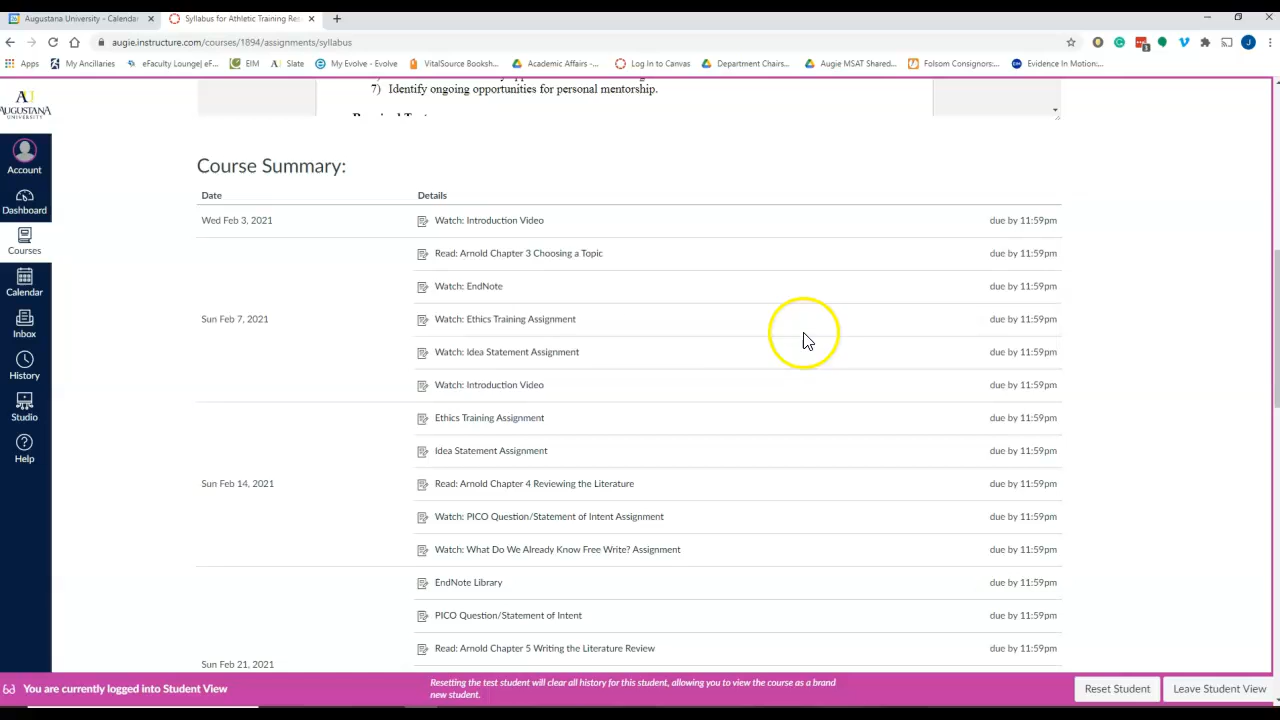 Augustana University - Calenda
Syllabus for Athletic Training Res
augie.instructure.com/courses/1894/assignments/syllabus
Apps
My Ancillaries
eFaculty Lounge| eF...
EIM
Slate
My Evolve - Evolve
VitalSource Booksh...
Academic Affairs -...
Log In to Canvas
Department Chairs...
Augie MSAT Shared...
Folsom Consignors:...
Evidence In Motion:...
AUGUSTANA
UNIVERSITY
Account
Dashboard
Courses
Calendar
Inbox
History
Studio
Help
7) Identify ongoing opportunities for personal mentorship.
Course Summary:
Date Details
Wed Feb 3, 2021 Watch: Introduction Video due by 11:59pm
Read: Arnold Chapter 3 Choosing a Topic due by 11:59pm
Watch: EndNote due by 11:59pm
Sun Feb 7, 2021 Watch: Ethics Training Assignment due by 11:59pm
Watch: Idea Statement Assignment due by 11:59pm
Watch: Introduction Video due by 11:59pm
Ethics Training Assignment due by 11:59pm
Idea Statement Assignment due by 11:59pm
Sun Feb 14, 2021 Read: Arnold Chapter 4 Reviewing the Literature due by 11:59pm
Watch: PICO Question/Statement of Intent Assignment due by 11:59pm
Watch: What Do We Already Know Free Write? Assignment due by 11:59pm
EndNote Library due by 11:59pm
PICO Question/Statement of Intent due by 11:59pm
Read: Arnold Chapter 5 Writing the Literature Review due by 11:59pm
Sun Feb 21, 2021
You are currently logged into Student View
Resetting the test student will clear all history for this student, allowing you to view the course as a brand
new student.
Reset Student
Leave Student View